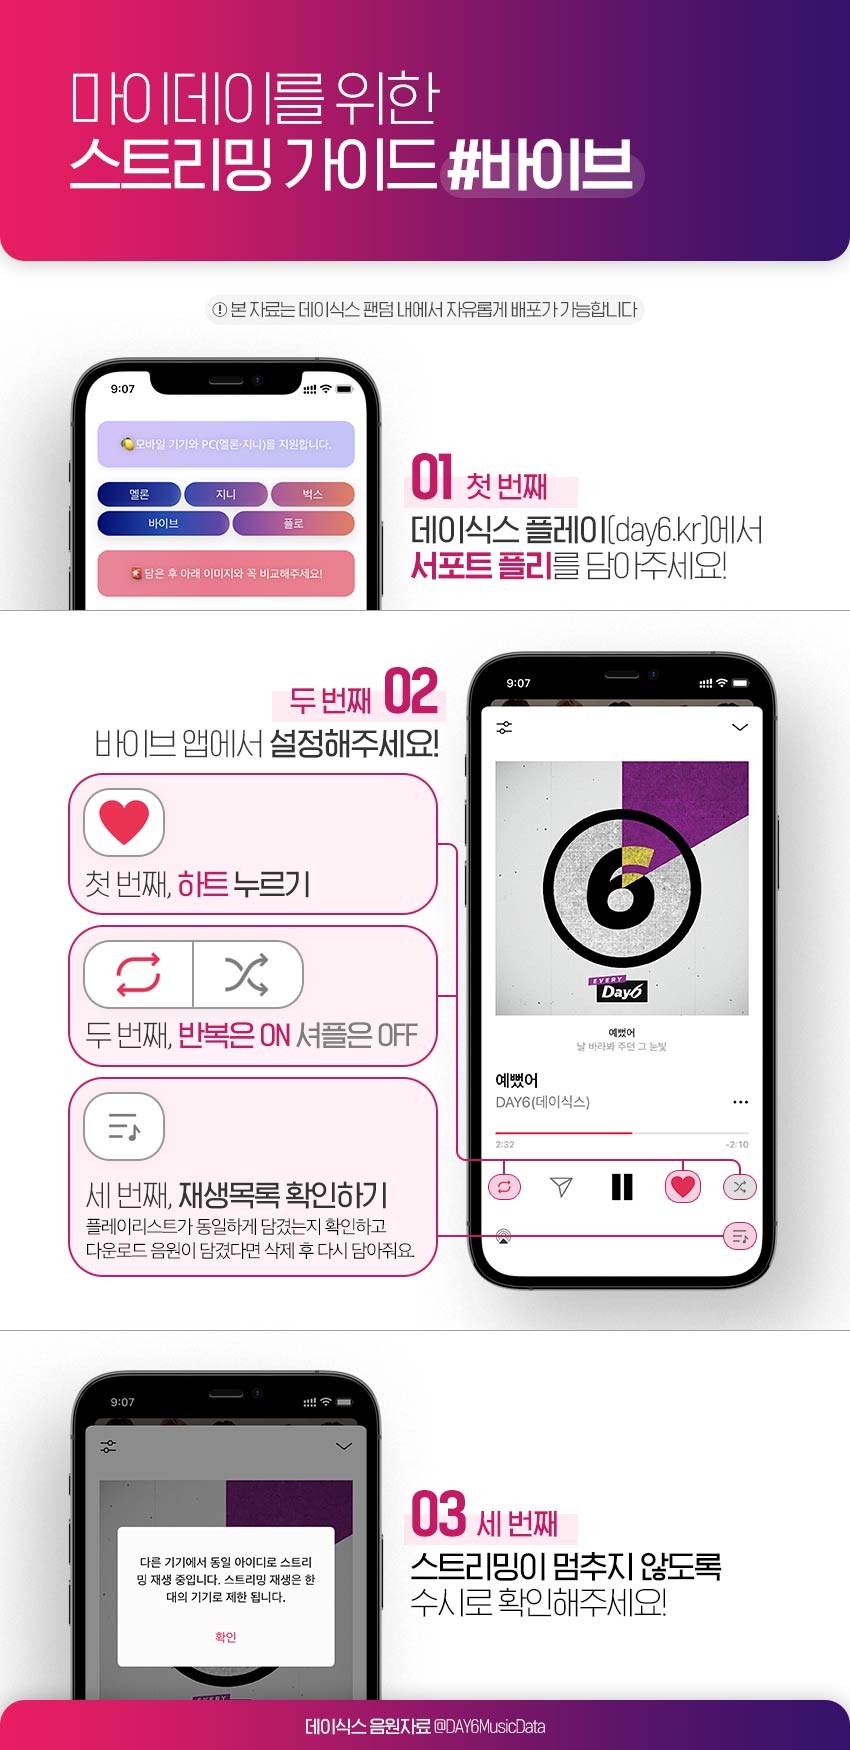 마이데이를 위한
스트리밍 가이드 #바이브
! 본 자료는 데이식스 팬덤 내에서 자유롭게 배포가 가능합니다
9:07
🍋모바일 기기와 PC(멜론·지니)를 지원합니다.
멜론 지니 벅스
바이브 플로
🚨담은 후 아래 이미지와 꼭 비교해주세요!
01 첫 번째
데이식스 플레이(day6.kr)에서
서포트 플리를 담아주세요!
두 번째 02
바이브 앱에서 설정해주세요!
첫 번째, 하트 누르기
두 번째, 반복은 ON 셔플은 OFF
세 번째, 재생목록 확인하기
플레이리스트가 동일하게 담겼는지 확인하고
다운로드 음원이 담겼다면 삭제 후 다시 담아줘요.
9:07
6
EVERY
Day6
예뻤어
날 바라봐 주던 그 눈빛
예뻤어
DAY6(데이식스)
2:32 -2:10
9:07
다른 기기에서 동일 아이디로 스트리
밍 재생 중입니다. 스트리밍 재생은 한
대의 기기로 제한 됩니다.
확인
EVERY
03 세 번째
스트리밍이 멈추지 않도록
수시로 확인해주세요!
데이식스 음원자료 @DAY6MusicData